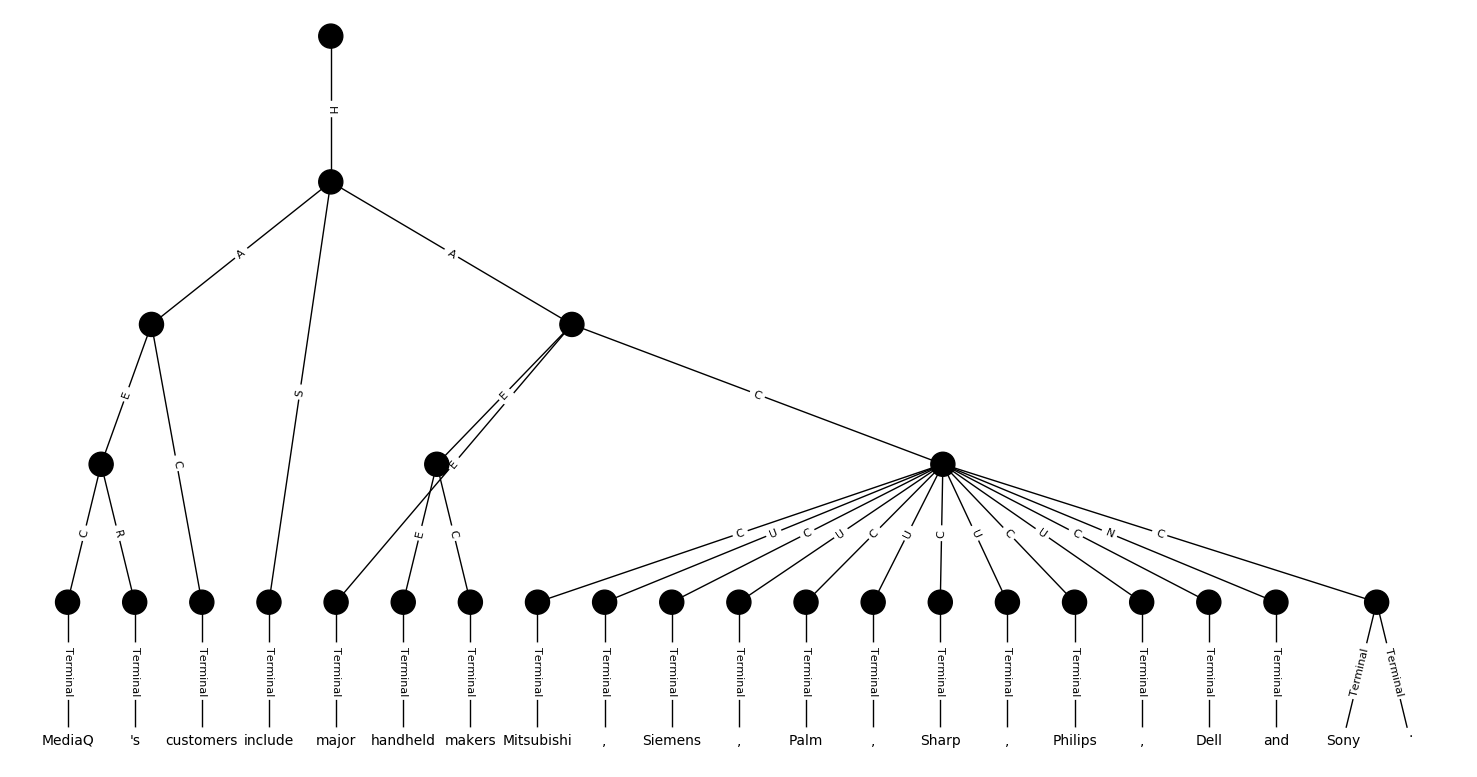 H
A A
E S E C
C E
C R E C C U C U C U C U C U C N C
Terminal Terminal Terminal Terminal Terminal Terminal Terminal Terminal Terminal Terminal Terminal Terminal Terminal Terminal Terminal Terminal Terminal Terminal Terminal Terminal Terminal
MediaQ 's customers include major handheld makers Mitsubishi , Siemens , Palm , Sharp , Philips , Dell and Sony .